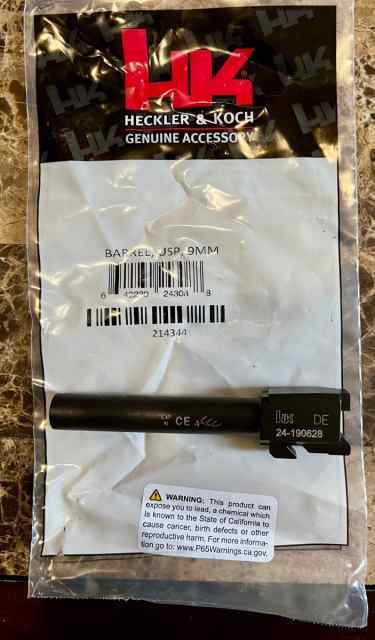 HK
HECKLER & KOCH
GENUINE ACCESSORY
BARREL, USP, 9MM
214344
HK DE
24-190628
CE
WARNING: This product can
expose you to lead, a chemical which
is known to the State of California to
cause cancer, birth defects or other
reproductive harm. For more informa-
tion go to: www.P65Warnings.ca.gov.